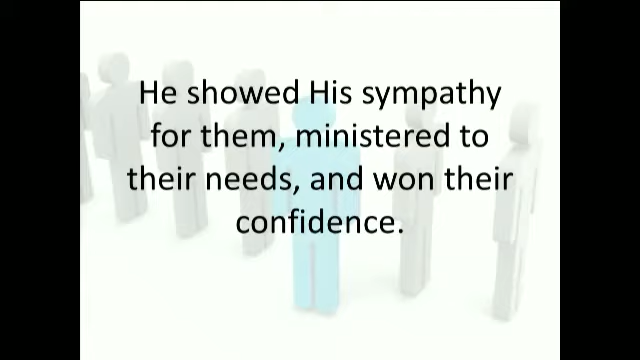 He showed His sympathy
for them, ministered to
their needs, and won their
confidence.